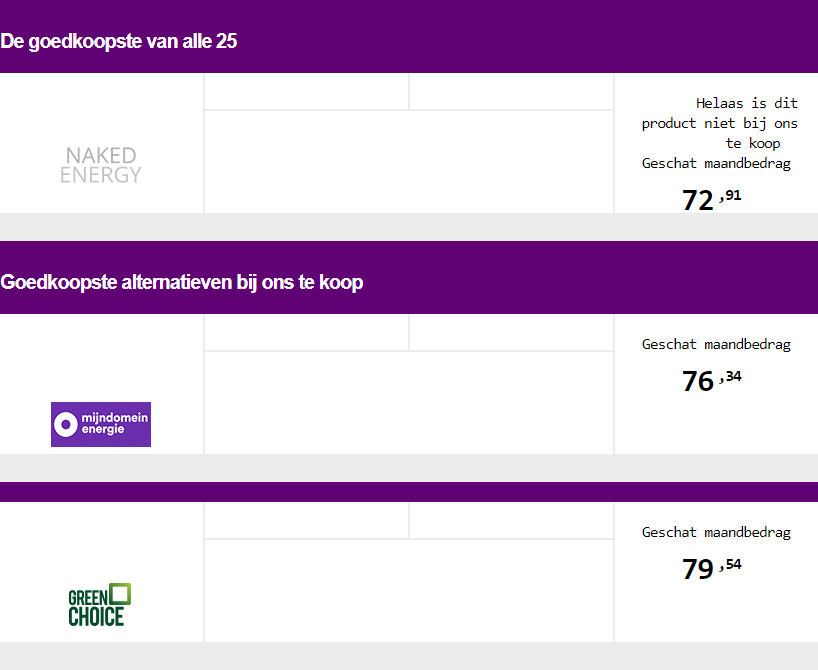 De goedkoopste van alle 25
Helaas is dit
product niet bij ons
te koop
NAKED
ENERGY
Geschat maandbedrag
72 ,91
Goedkoopste alternatieven bij ons te koop
Geschat maandbedrag
76 ,34
mijndomein
energie
Geschat maandbedrag
79 ,54
GREEN
CHOICE